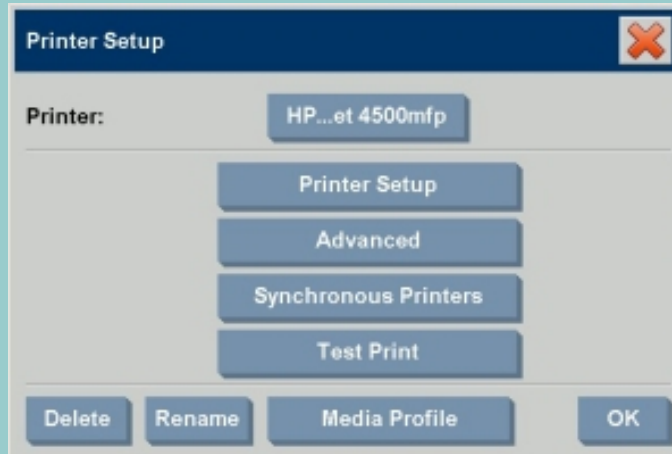 Printer Setup
Printer: HP...et 4500mfp
Printer Setup
Advanced
Synchronous Printers
Test Print
Delete Rename Media Profile OK